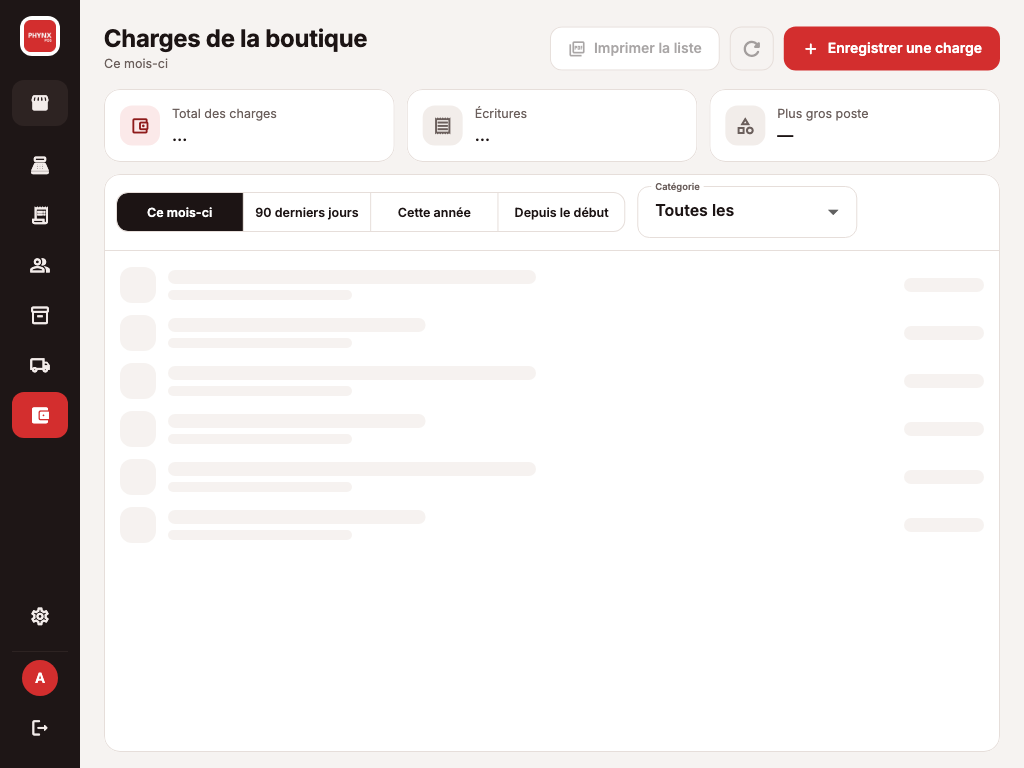 PHYNX
POS
Charges de la boutique
Ce mois-ci
Imprimer la liste
Enregistrer une charge
Total des charges
...
Écritures
...
Plus gros poste
—
Ce mois-ci
90 derniers jours
Cette année
Depuis le début
Catégorie
Toutes les
A